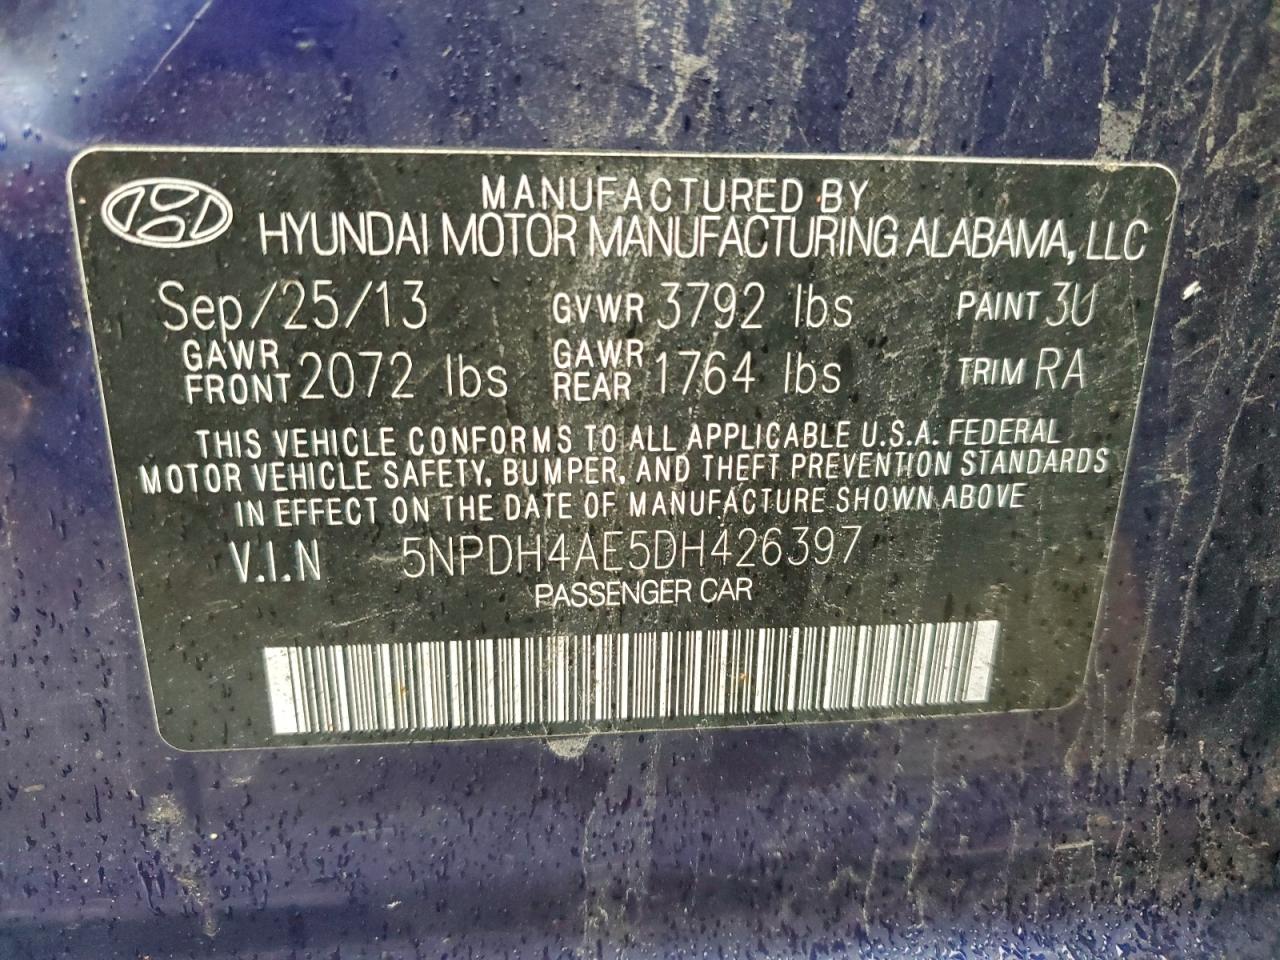 MANUFACTURED BY
HYUNDAI MOTOR MANUFACTURING ALABAMA, LLC
Sep/25/13 GVWR 3792 lbs PAINT 3U
GAWR FRONT 2072 lbs GAWR REAR 1764 lbs TRIM RA
THIS VEHICLE CONFORMS TO ALL APPLICABLE U.S.A. FEDERAL
MOTOR VEHICLE SAFETY, BUMPER, AND THEFT PREVENTION STANDARDS
IN EFFECT ON THE DATE OF MANUFACTURE SHOWN ABOVE
V.I.N 5NPDH4AE5DH426397
PASSENGER CAR